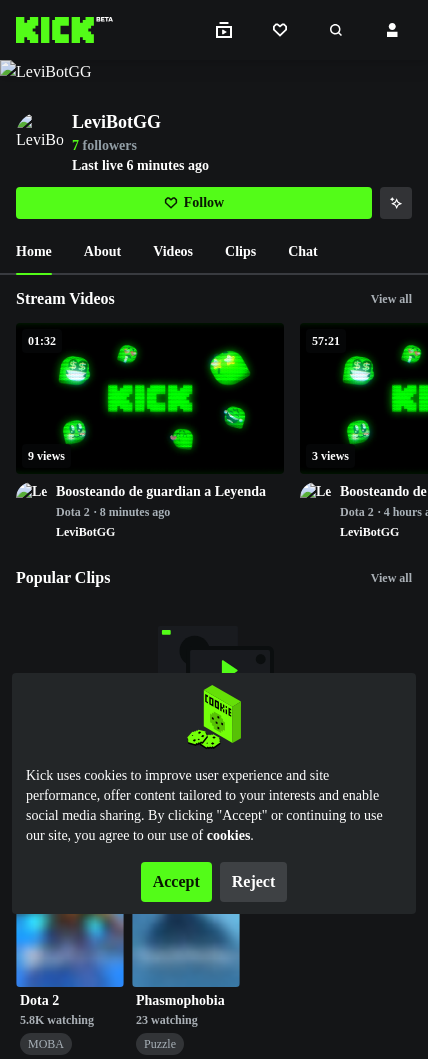 KICK BETA
LeviBotGG
LeviBo
LeviBotGG
7 followers
Last live 6 minutes ago
Follow
Home About Videos Clips Chat
Stream Videos View all
01:32 57:21
KICK
9 views 3 views
Le Boosteando de guardian a Leyenda Le Boosteando de
Dota 2 · 8 minutes ago Dota 2 · 4 hours a
LeviBotGG LeviBotGG
Popular Clips View all
COOKIE
Kick uses cookies to improve user experience and site
performance, offer content tailored to your interests and enable
social media sharing. By clicking "Accept" or continuing to use
our site, you agree to our use of cookies.
Accept Reject
Dota 2 Phasmophobia
5.8K watching 23 watching
MOBA Puzzle